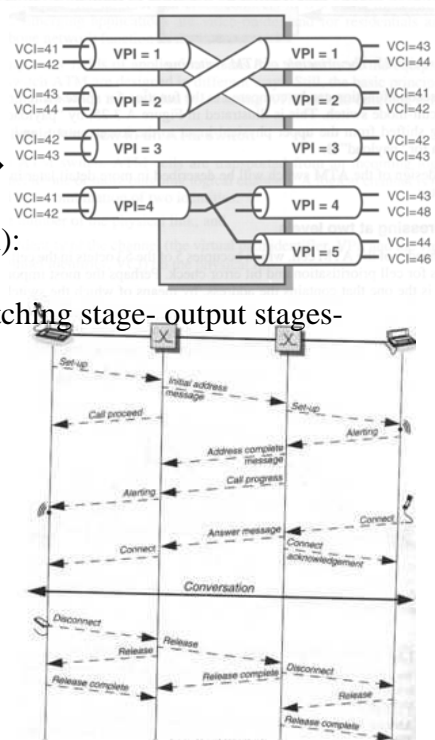 VCI=41 VPI = 1 VPI = 1 VCI=43
VCI=42 VCI=44
VCI=43 VPI = 2 VPI = 2 VCI=41
VCI=44 VCI=42
VCI=42 VPI = 3 VPI = 3 VCI=42
VCI=43 VCI=43
VCI=41 VPI=4 VPI = 4 VCI=43
VCI=42 VCI=48
VPI = 5 VCI=44
VCI=46
):
tching stage- output stages-
Set-up
Initial address
message
Set-up
Call proceed
Alerting
Address complete
message
Call progress
Alerting
Connect
Answer message
Connect
Connect
acknowledgement
Conversation
Disconnect
Release
Release
Disconnect
Release complete
Release complete
Release
Release complete